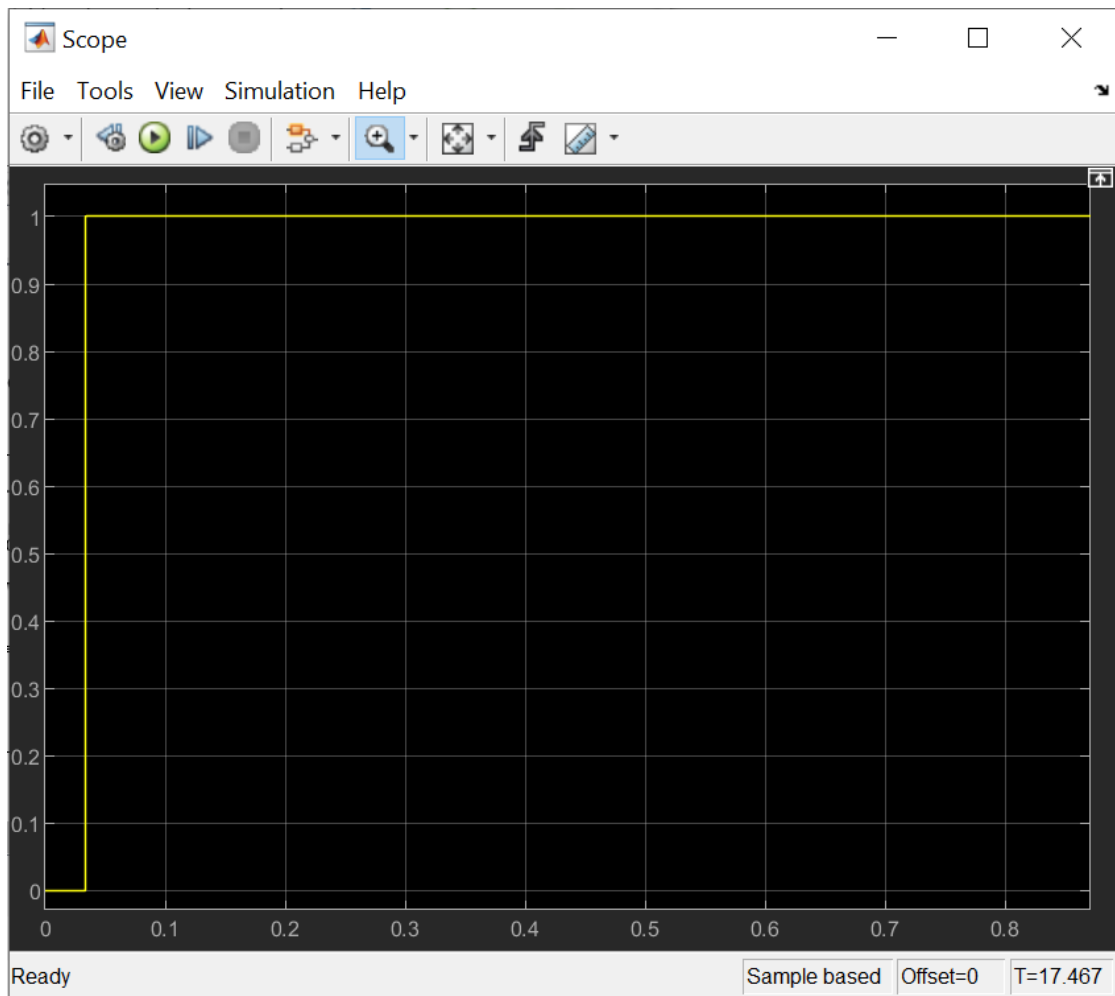 Scope
File Tools View Simulation Help
1
0.9
0.8
0.7
0.6
0.5
0.4
0.3
0.2
0.1
0
0 0.1 0.2 0.3 0.4 0.5 0.6 0.7 0.8
Ready Sample based Offset=0 T=17.467